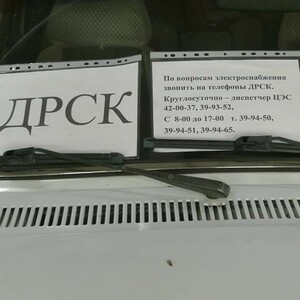 ДРСК
По вопросам электроснабжения
звонить на телефоны ДРСК.
Круглосуточно – диспетчер ЦЭС
42-00-37, 39-93-52,
С 8-00 до 17-00 т. 39-94-50,
39-94-51, 39-94-65.